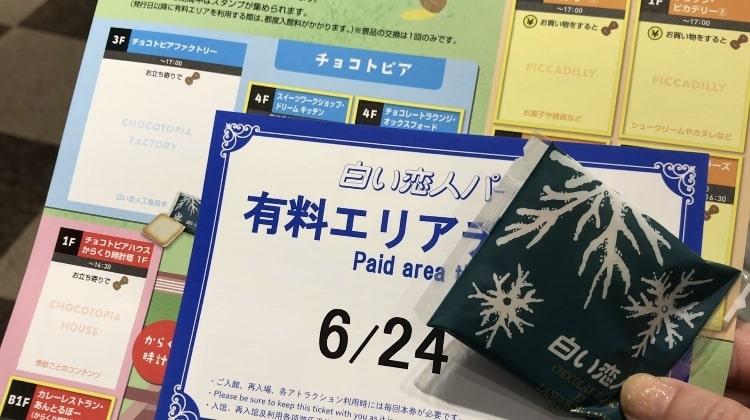 (発行日以降に有料エリアを利用する際は、都度入館料がかかります。)※景品の交換は1回のみです。
3F
チョコトピアファクトリー
～17:00
お立ち寄りで
CHOCOTOPIA
FACTORY
白い恋人工場見学
チョコトピア
4F
スイーツワークショップ・
ドリーム キッチン
4F
チョコレートラウンジ・
オックスフォード
～17:00
¥
お買い物をすると
PICCADILLY
お菓子や雑貨など
ピカデリー②
～17:00
¥
お買い物をすると
PICCADILLY
シュークリームやカヌレなど
1F
チョコトピアハウス
からくり時計塔 1F
～16:30
お立ち寄りで
CHOCOTOPIA
HOUSE
季節ごとのコンテンツ
からく
時計
B1F
カレーレストラン・
あんとるぽー
白い恋人パー
有料エリア
Paid area
6/24
・ご入館、再入場、各アトラクション利用時には毎回本券が必要です。
・Please be sure to keep this ticket with you as
白い恋人